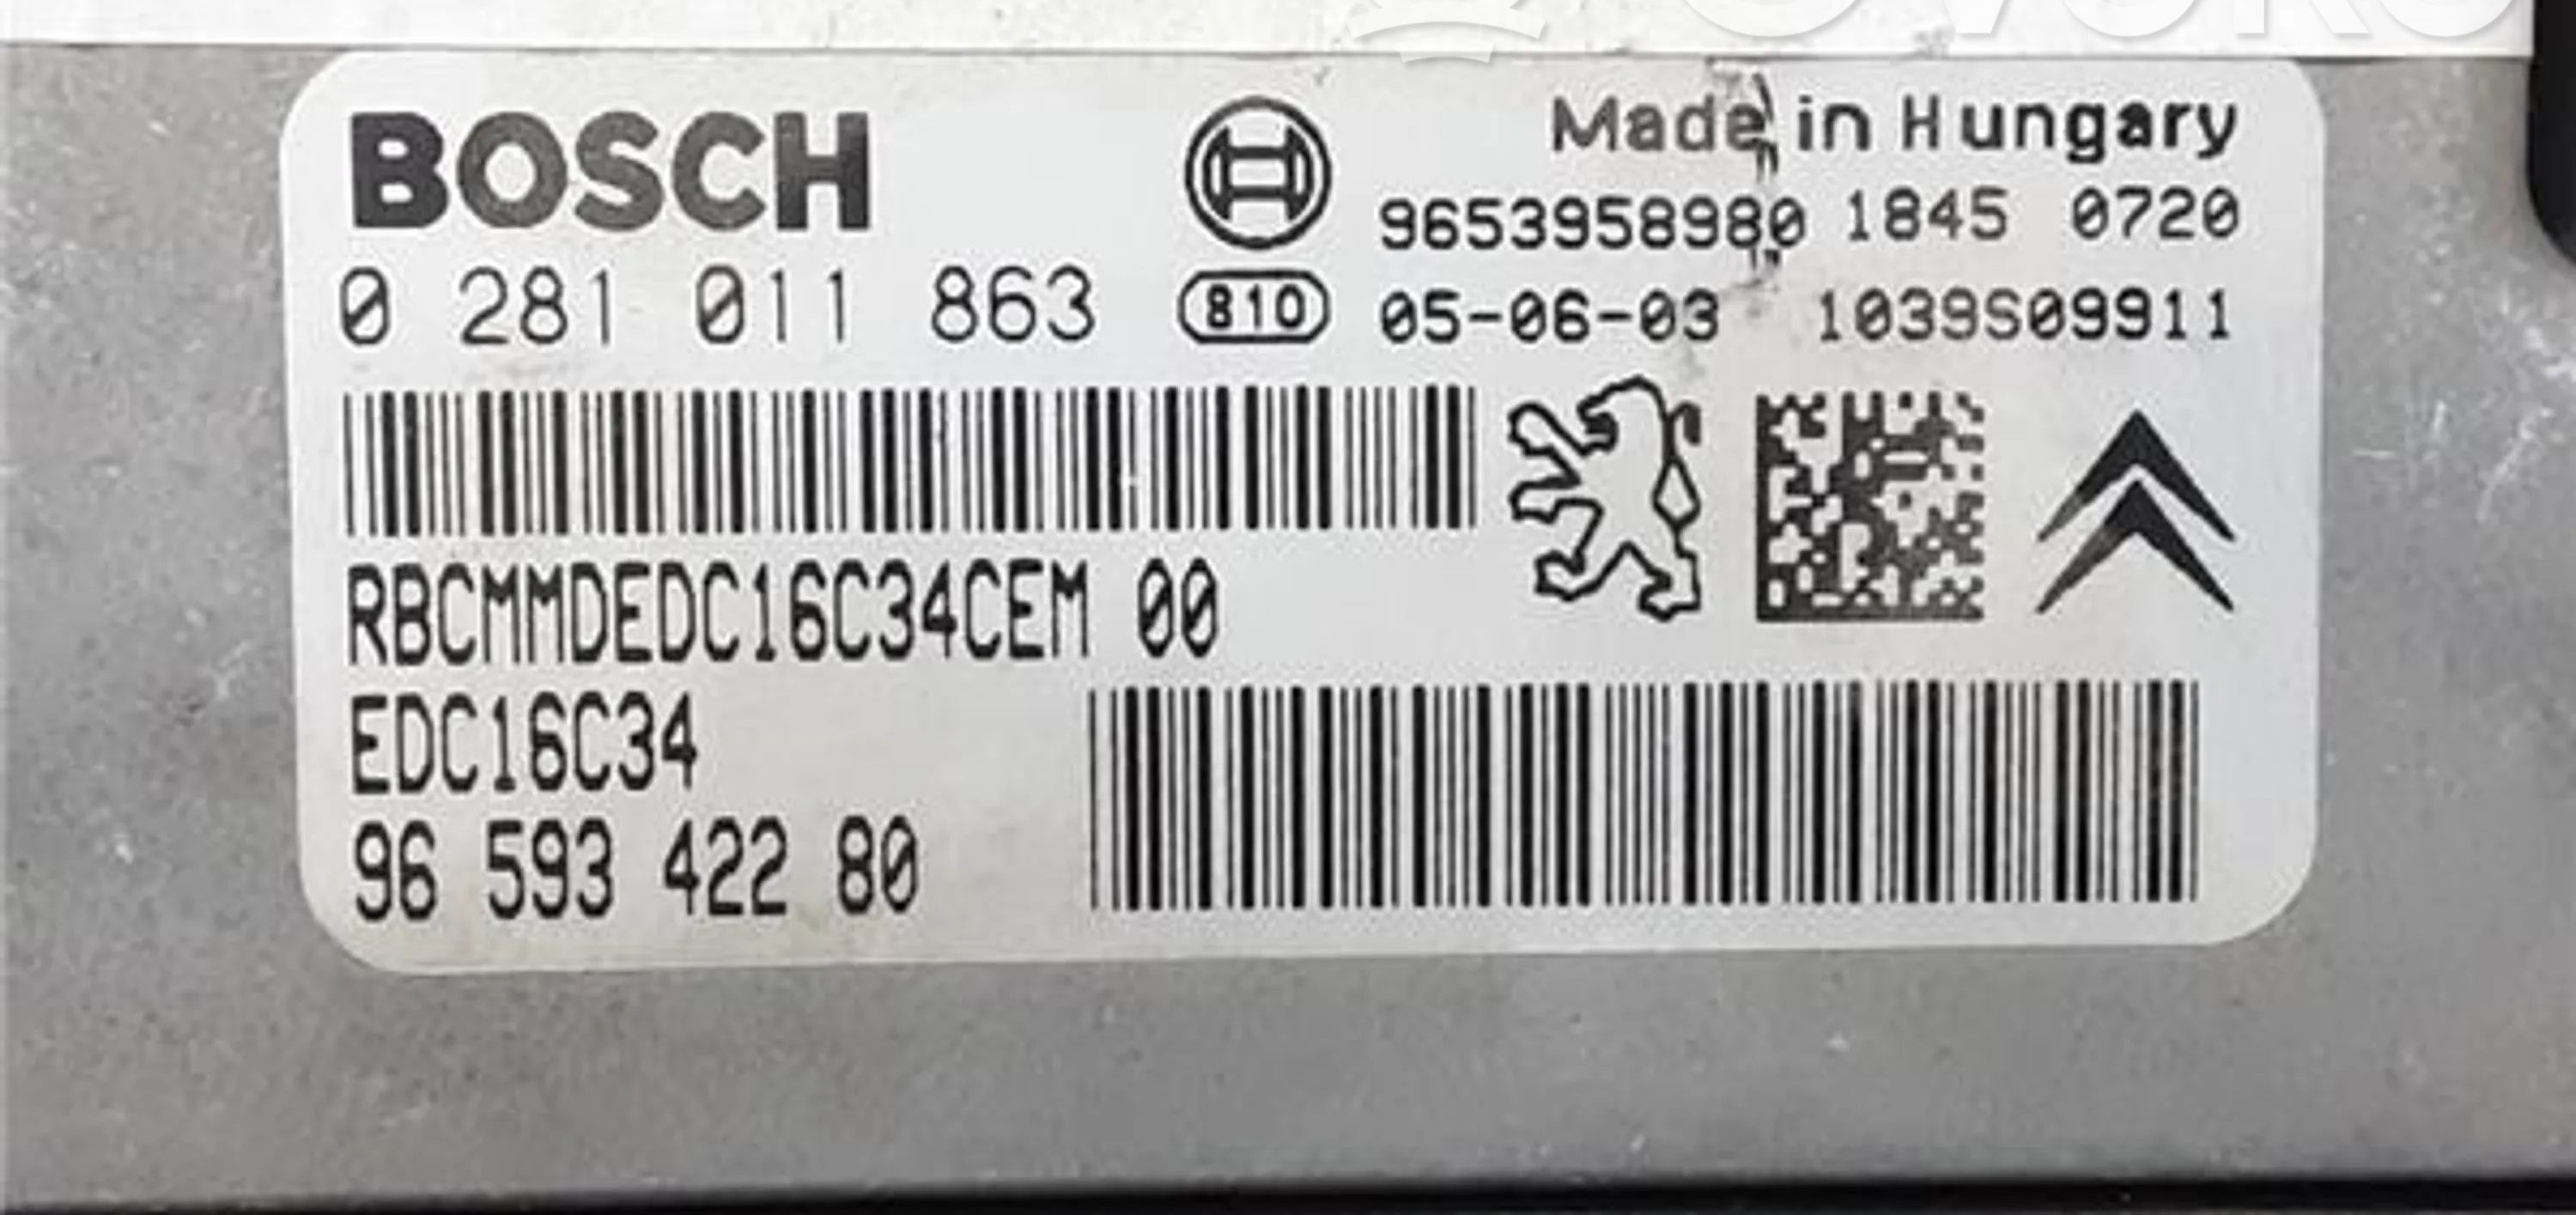 BOSCH
Made in Hungary
9653958980 1845 0720
0 281 011 863 810 05-06-03 1039S09911
RBCMMDEDC16C34CEM 00
EDC16C34
96 593 422 80